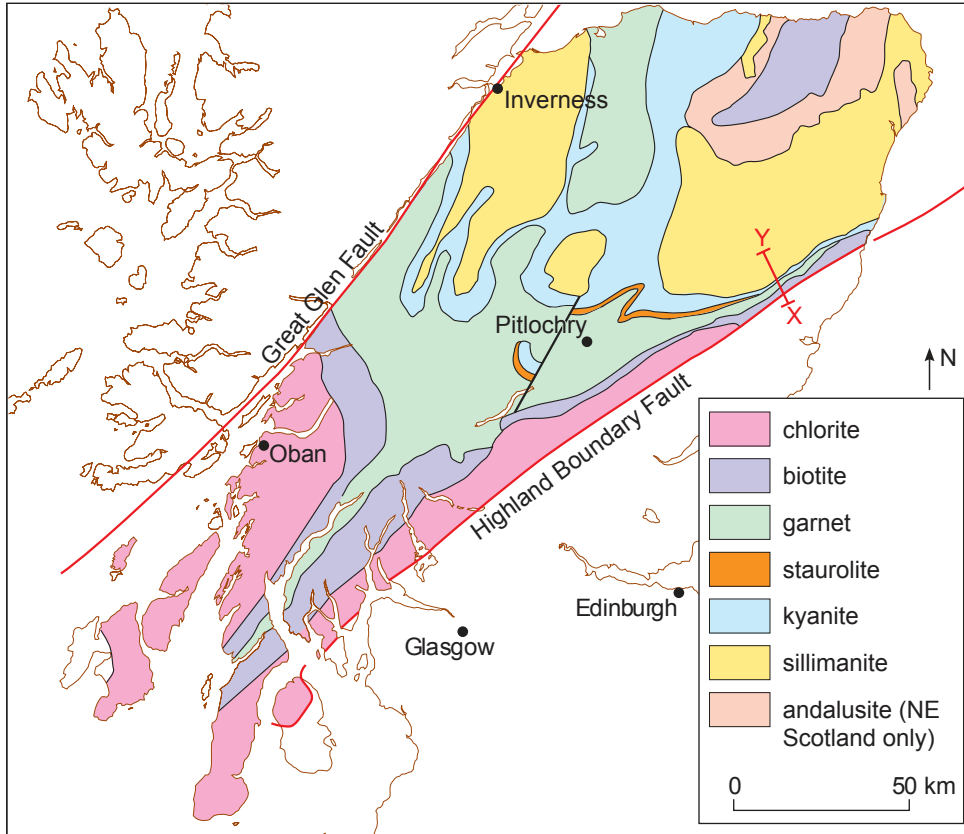 Inverness
Great Glen Fault
Y
X
Pitlochry
N
Oban
Highland Boundary Fault
Edinburgh
Glasgow
chlorite
biotite
garnet
staurolite
kyanite
sillimanite
andalusite (NE
Scotland only)
0 50 km